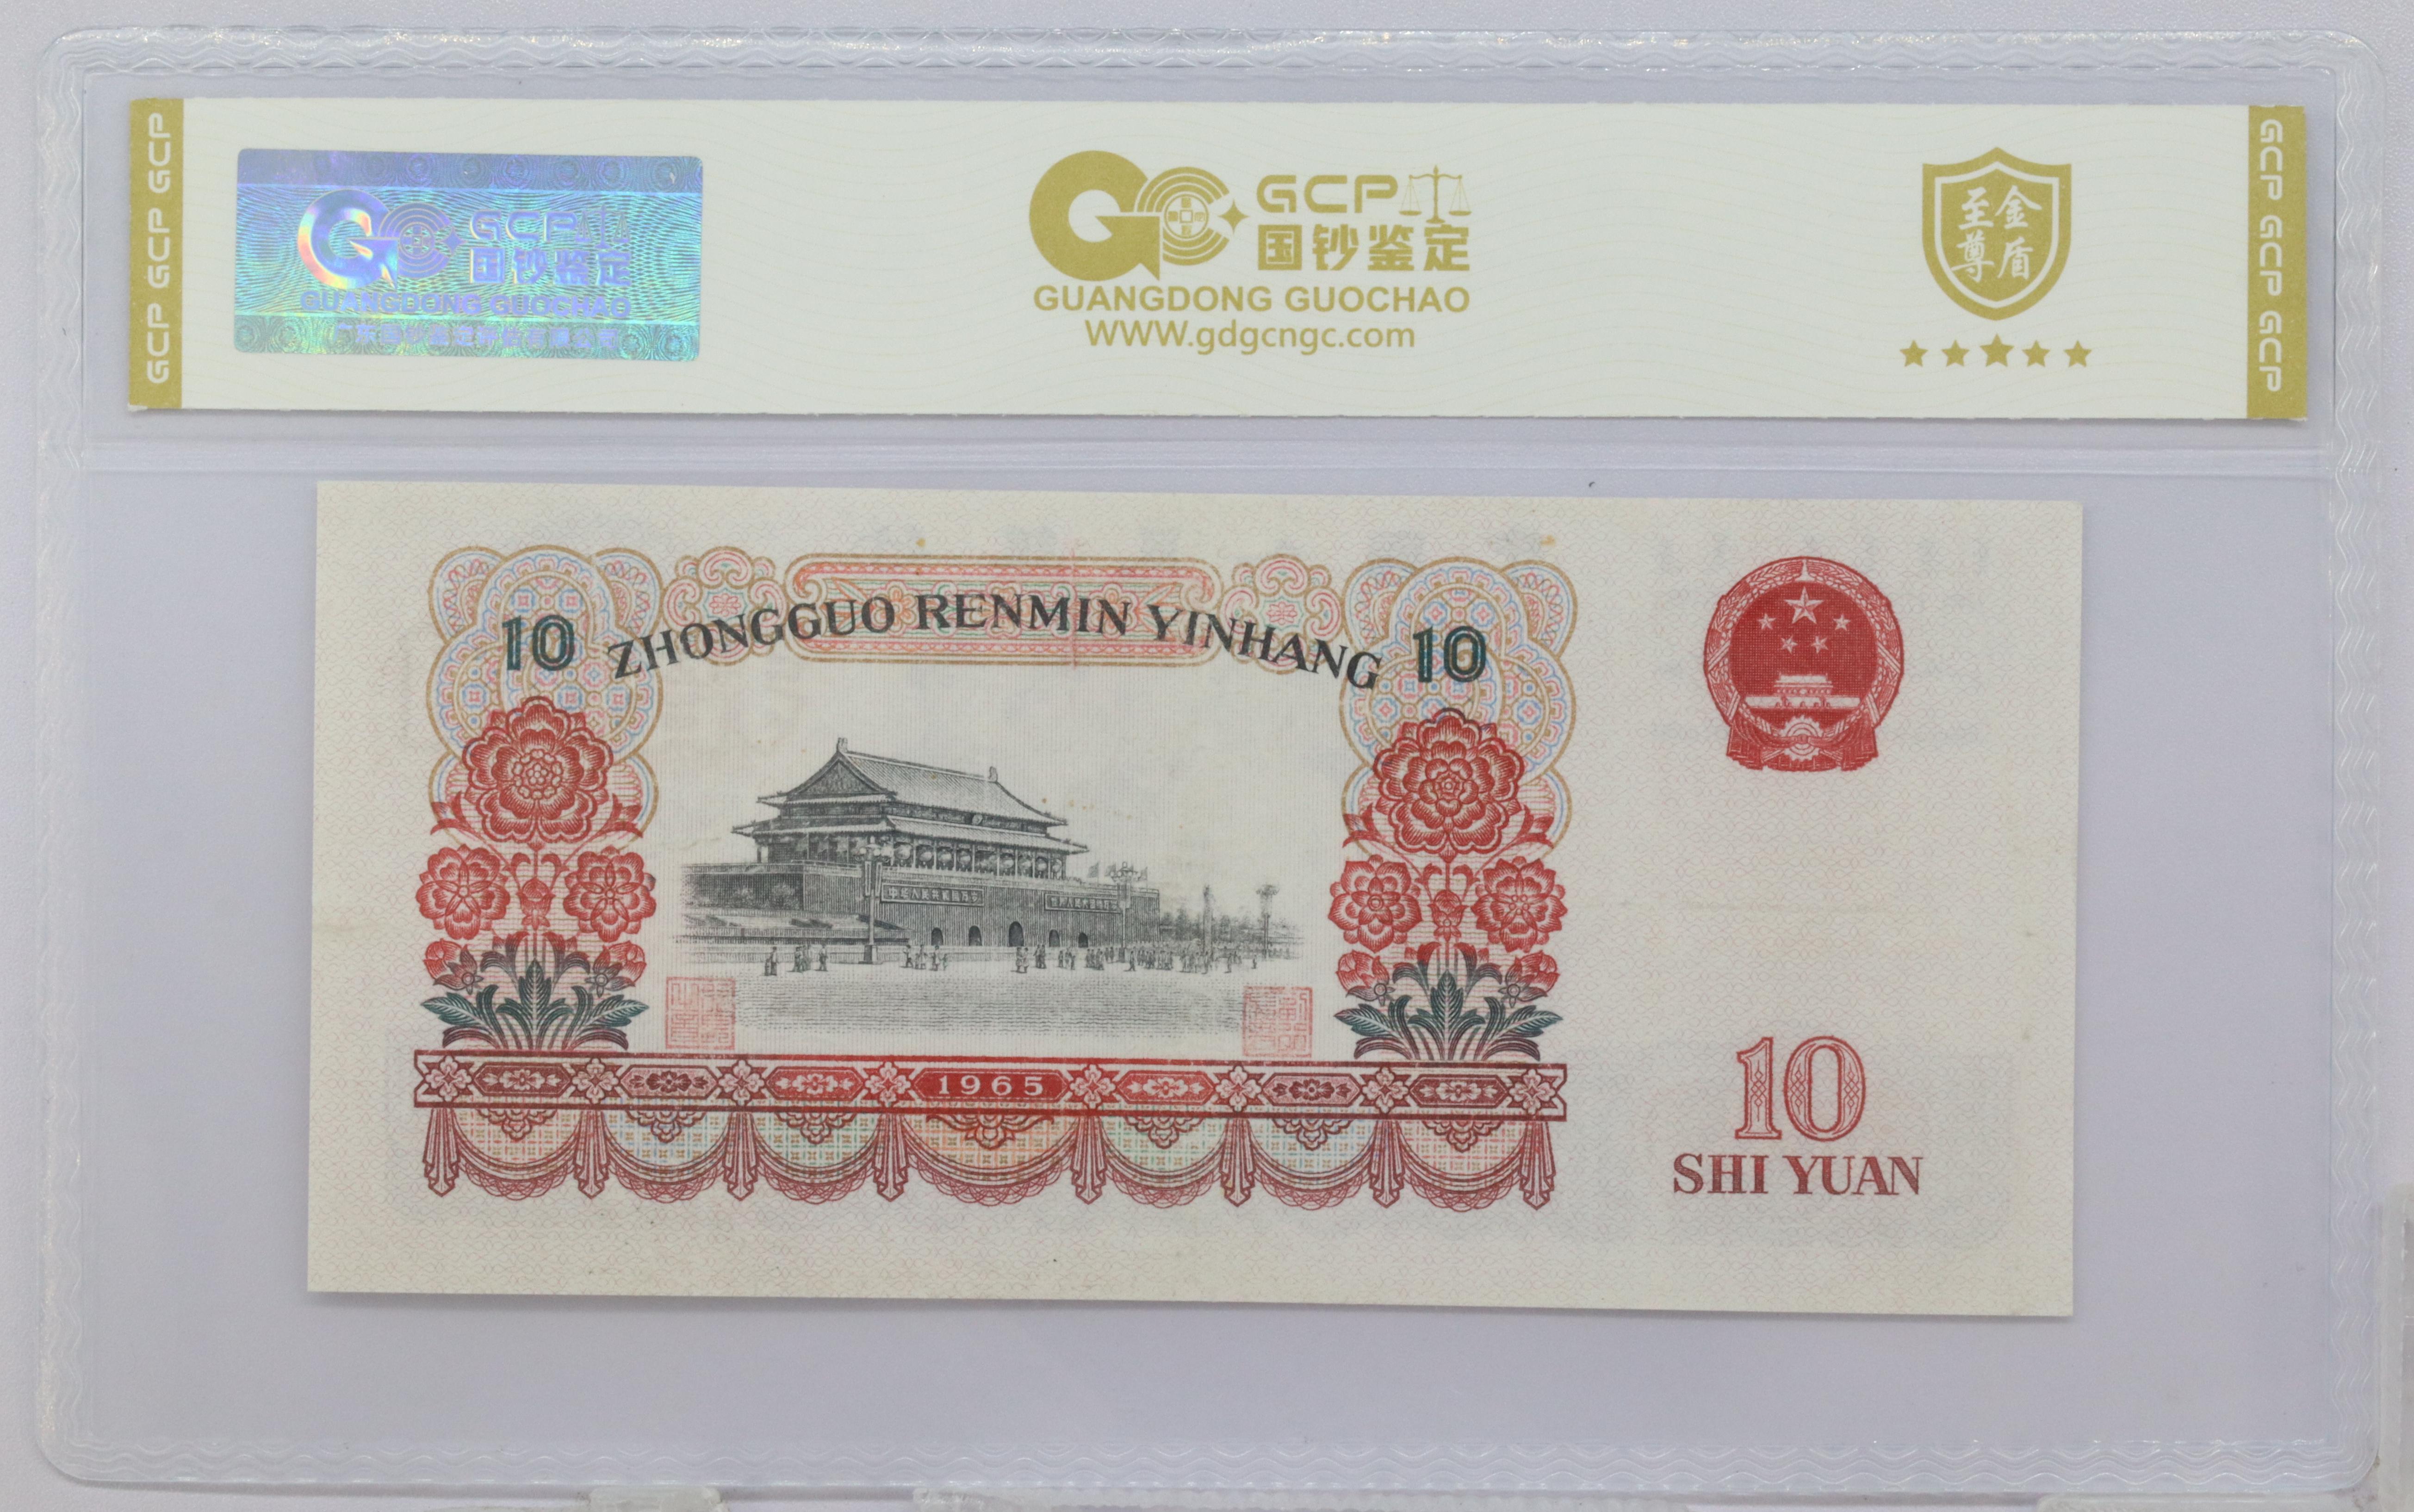 GCP GCP GCP
GCP
国钞鉴定
GUANGDONG GUOCHAO
GCP
国钞鉴定
GUANGDONG GUOCHAO
WWW.gdgcngc.com
至尊金盾
GCP GCP GCP
ZHONGGUO RENMIN YINHANG
10
10
1965
10
SHI YUAN